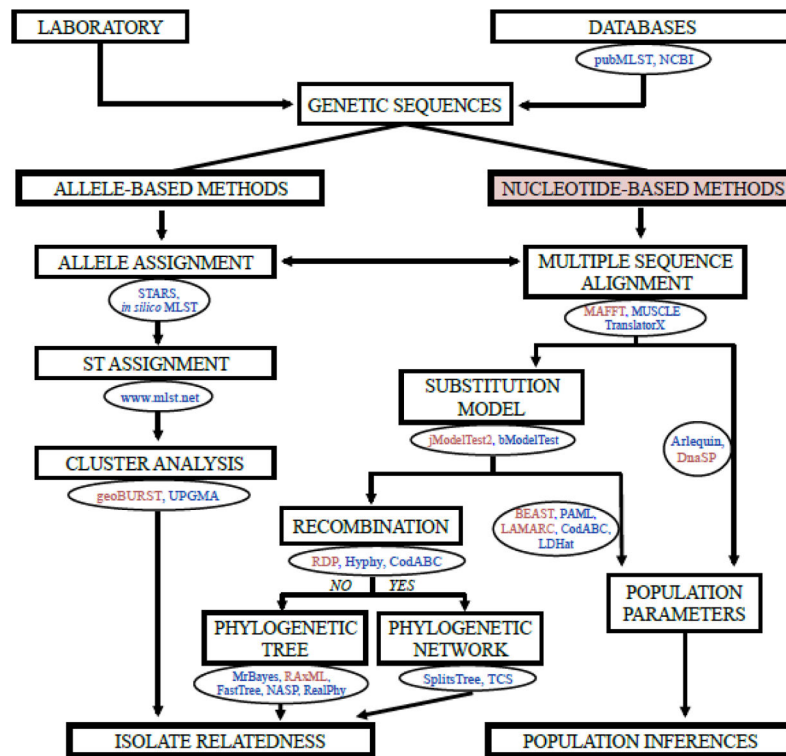 LABORATORY
DATABASES
pubMLST, NCBI
GENETIC SEQUENCES
ALLELE-BASED METHODS
NUCLEOTIDE-BASED METHODS
ALLELE ASSIGNMENT
MULTIPLE SEQUENCE
ALIGNMENT
STARS,
in silico MLST
MAFFT, MUSCLE
TranslatorX
ST ASSIGNMENT
www.mlst.net
SUBSTITUTION
MODEL
jModelTest2, bModelTest
Arlequin,
DnaSP
CLUSTER ANALYSIS
geoBURST, UPGMA
RECOMBINATION
RDP, Hyphy, CodABC
BEAST, PAML,
LAMARC, CodABC,
LDHat
NO YES
POPULATION
PARAMETERS
PHYLOGENETIC
TREE
PHYLOGENETIC
NETWORK
MrBayes, RAxML,
FastTree, NASP, RealPhy
SplitsTree, TCS
ISOLATE RELATEDNESS
POPULATION INFERENCES